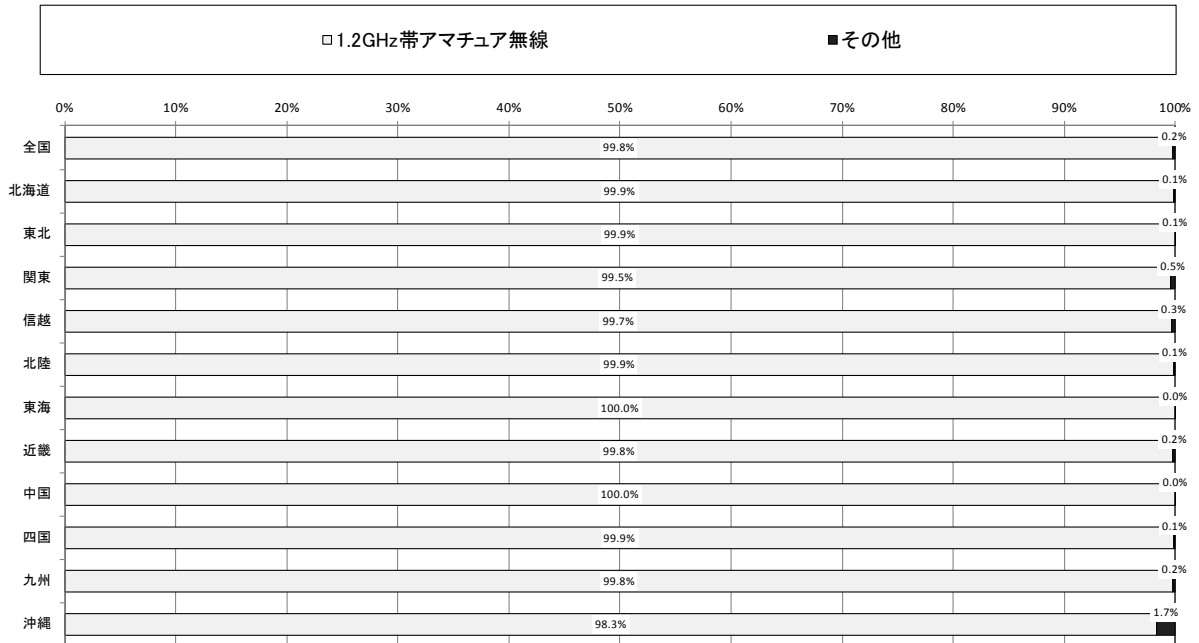 □1.2GHz帯アマチュア無線 ■その他
0% 10% 20% 30% 40% 50% 60% 70% 80% 90% 100%
全国 99.8% 0.2%
北海道 99.9% 0.1%
東北 99.9% 0.1%
関東 99.5% 0.5%
信越 99.7% 0.3%
北陸 99.9% 0.1%
東海 100.0% 0.0%
近畿 99.8% 0.2%
中国 100.0% 0.0%
四国 99.9% 0.1%
九州 99.8% 0.2%
沖縄 98.3% 1.7%